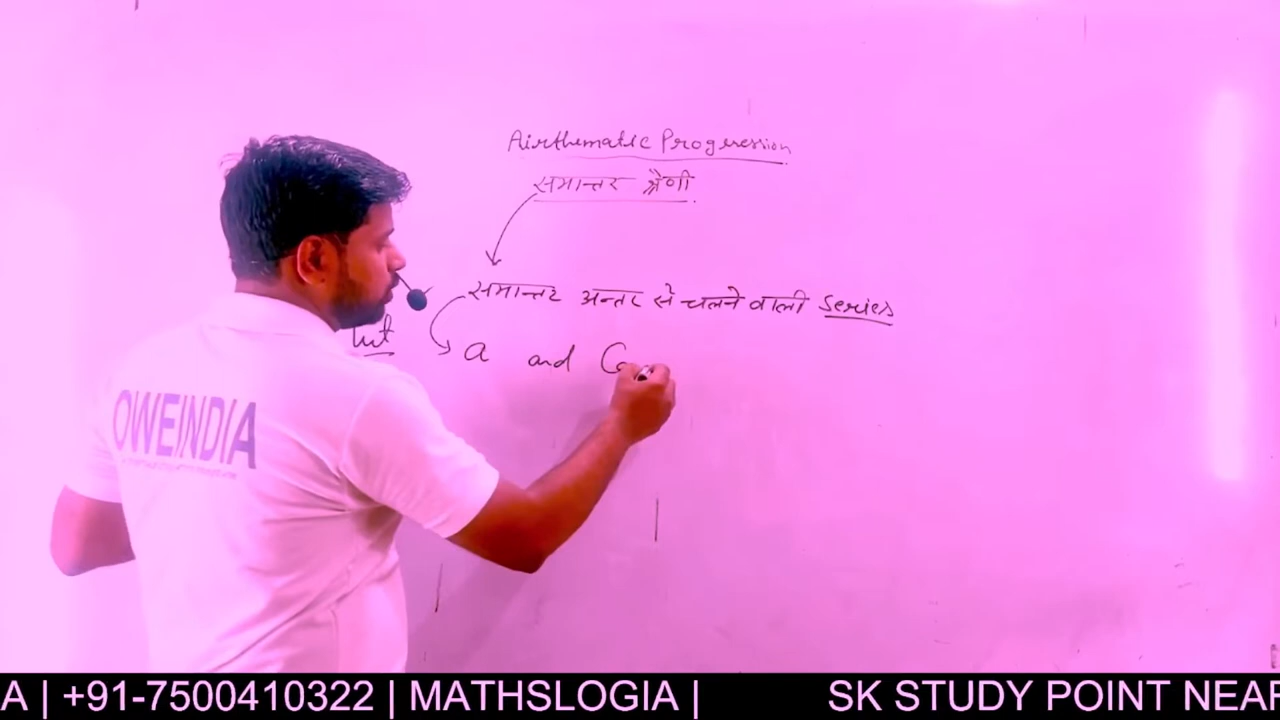 Airthematic Progression
समान्तर श्रेणी
समान्तर अन्तर से चलने वाली series
a and Co
OWEINDIA
A | +91-7500410322 | MATHSLOGIA | SK STUDY POINT NEAR